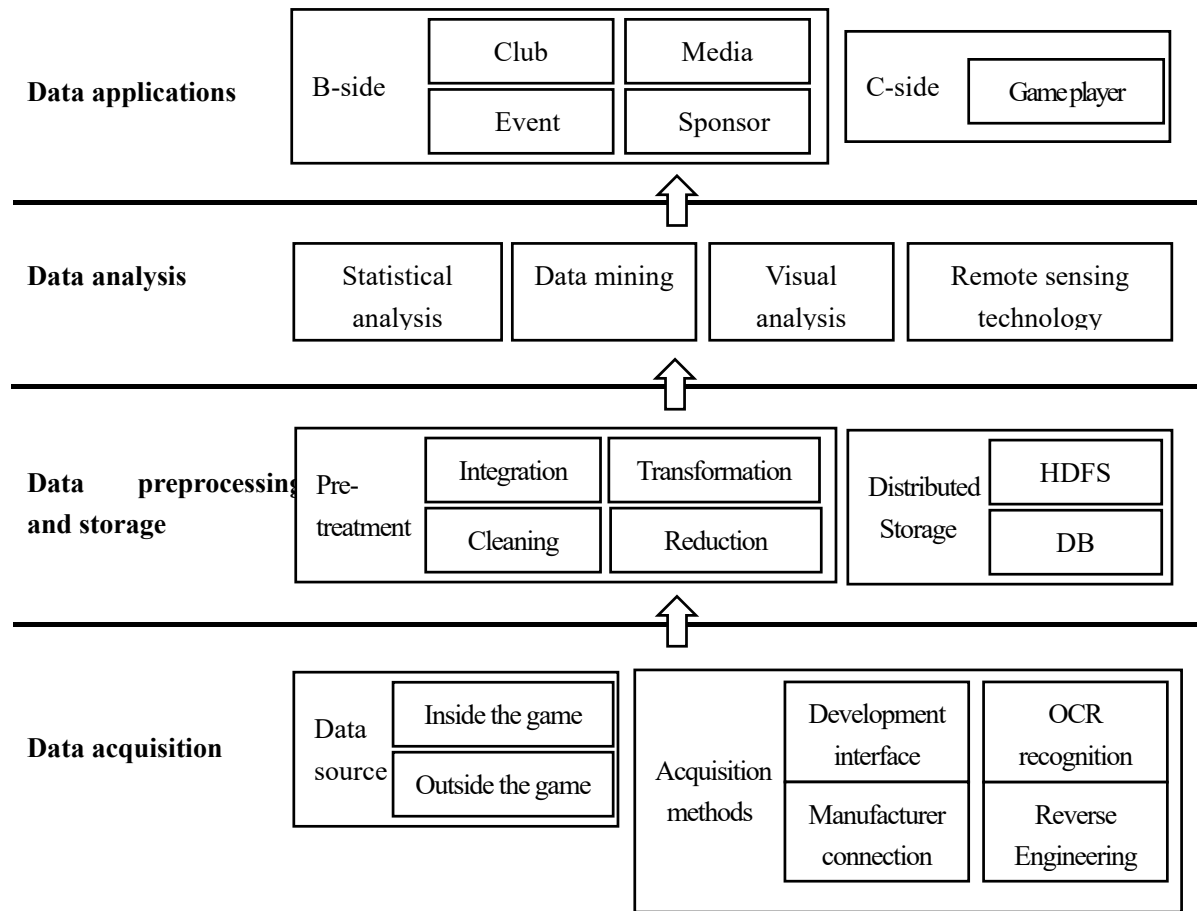 Data applications
B-side
Club
Media
Event
Sponsor
C-side
Game player
Data analysis
Statistical
analysis
Data mining
Visual
analysis
Remote sensing
technology
Data preprocessing
and storage
Pre-
treatment
Integration
Transformation
Cleaning
Reduction
Distributed
Storage
HDFS
DB
Data acquisition
Data
source
Inside the game
Outside the game
Acquisition
methods
Development
interface
OCR
recognition
Manufacturer
connection
Reverse
Engineering